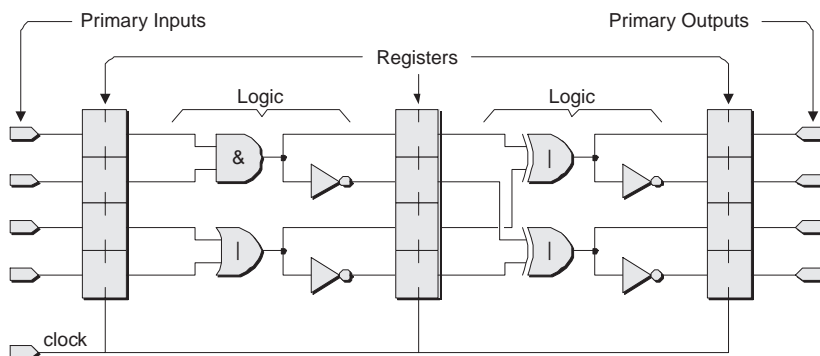 Primary Inputs
Primary Outputs
Registers
Logic
Logic
&
|
|
|
clock